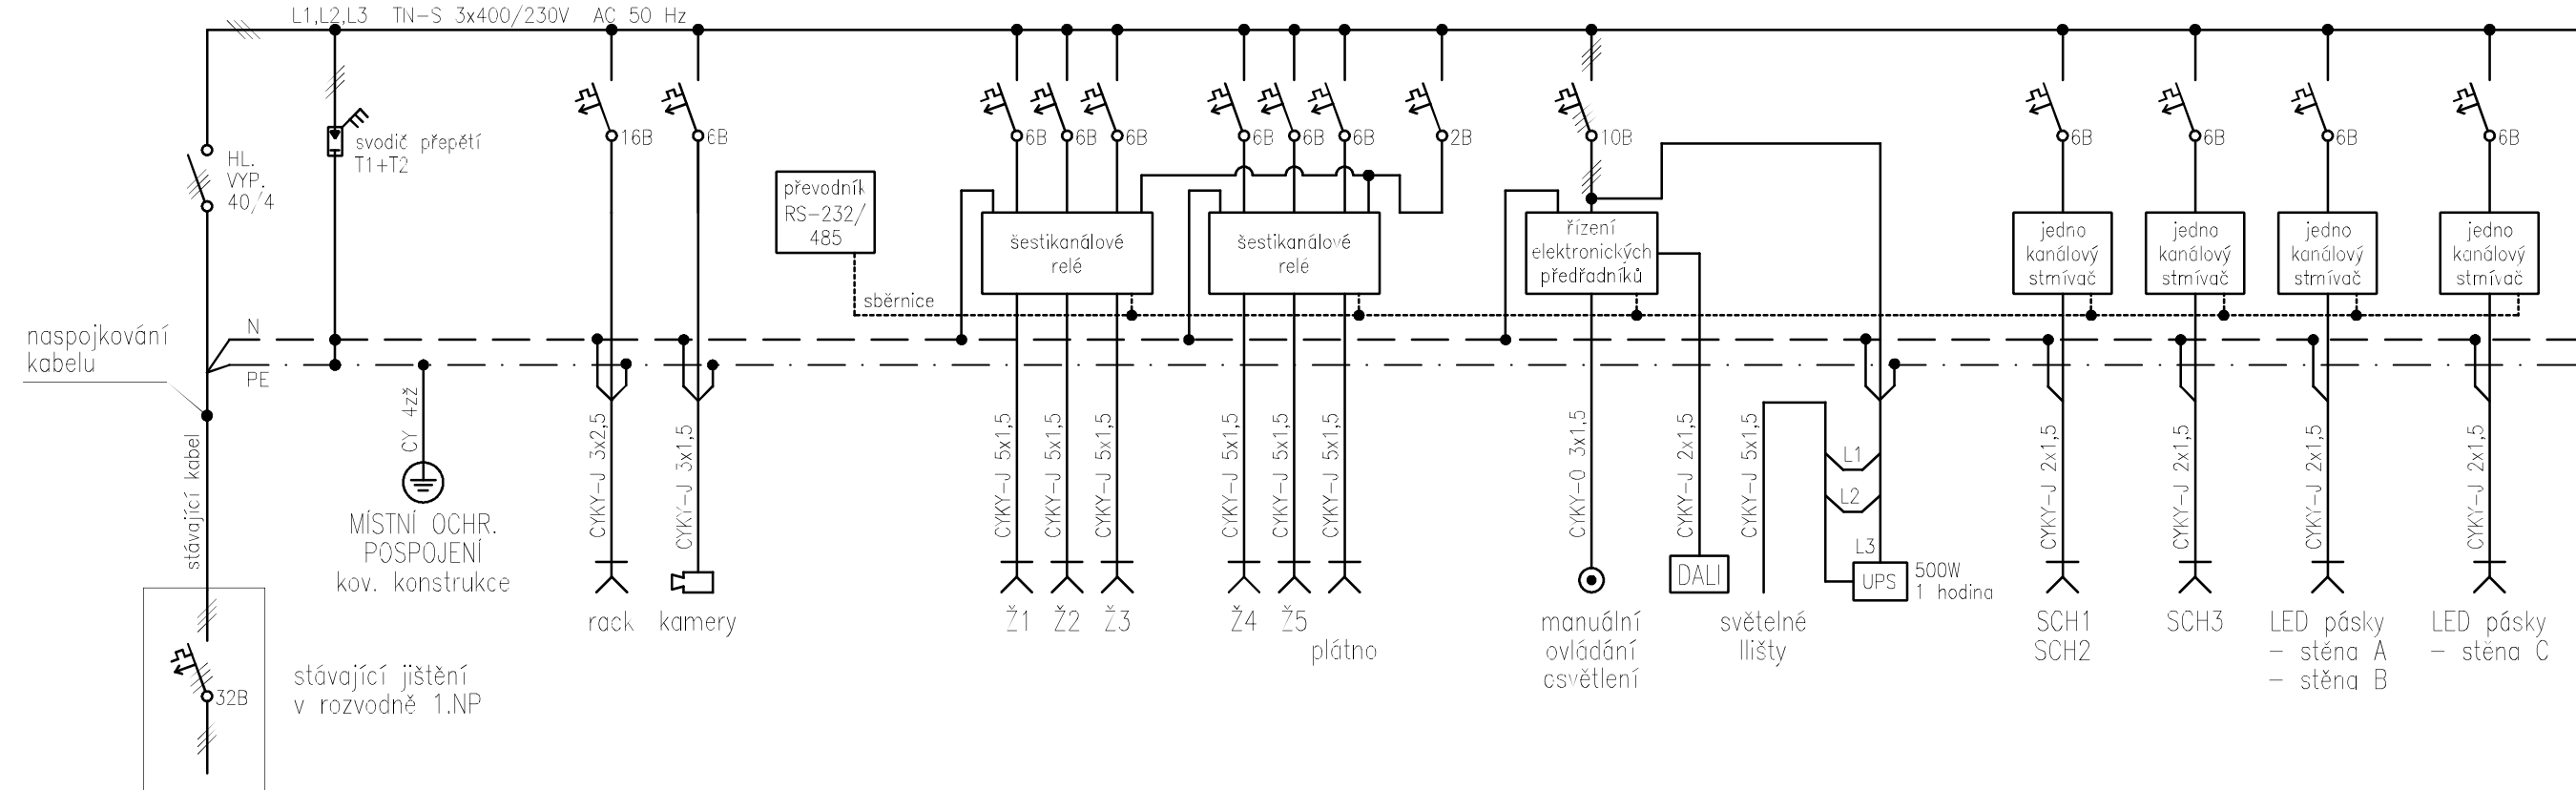 L1,L2,L3 TN-S 3x400/230V AC 50 Hz
HL.
VYP.
40/4
svodič přepětí
T1+T2
16B
6B
6B
6B
6B
6B
6B
6B
2B
10B
6B
6B
6B
6B
převodník
RS-232/
485
šestikanálové
relé
šestikanálové
relé
řízení
elektronických
předřadníků
jedno
kanálový
stmívač
jedno
kanálový
stmívač
jedno
kanálový
stmívač
jedno
kanálový
stmívač
sběrnice
N
PE
naspojkování
kabelu
stávající kabel
CY 4zž
MÍSTNÍ OCHR.
POSPOJENÍ
kov. konstrukce
CYKY-J 3x2,5
CYKY-J 3x1,5
CYKY-J 5x1,5
CYKY-J 5x1,5
CYKY-J 5x1,5
CYKY-J 5x1,5
CYKY-J 5x1,5
CYKY-J 5x1,5
CYKY-O 3x1,5
CYKY-J 2x1,5
CYKY-J 5x1,5
L1
L2
L3
CYKY-J 2x1,5
CYKY-J 2x1,5
CYKY-J 2x1,5
CYKY-J 2x1,5
DALI
UPS
500W
1 hodina
rack
kamery
Ž1
Ž2
Ž3
Ž4
Ž5
plátno
manuální
ovládání
osvětlení
světelné
llišty
SCH1
SCH2
SCH3
LED pásky
- stěna A
- stěna B
LED pásky
- stěna C
32B
stávající jištění
v rozvodně 1.NP